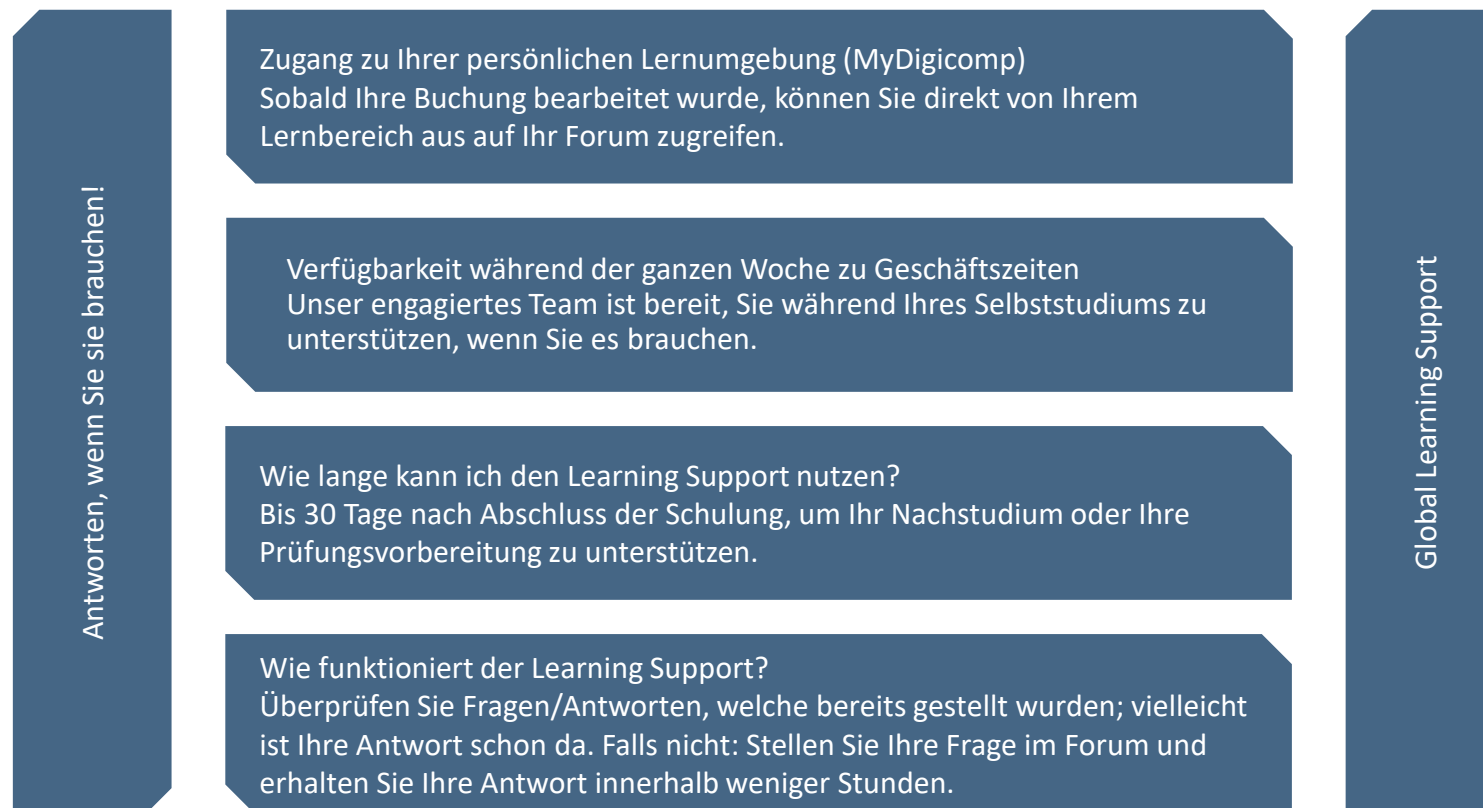 Antworten, wenn Sie sie brauchen!
Zugang zu Ihrer persönlichen Lernumgebung (MyDigicomp)
Sobald Ihre Buchung bearbeitet wurde, können Sie direkt von Ihrem
Lernbereich aus auf Ihr Forum zugreifen.
Verfügbarkeit während der ganzen Woche zu Geschäftszeiten
Unser engagiertes Team ist bereit, Sie während Ihres Selbststudiums zu
unterstützen, wenn Sie es brauchen.
Wie lange kann ich den Learning Support nutzen?
Bis 30 Tage nach Abschluss der Schulung, um Ihr Nachstudium oder Ihre
Prüfungsvorbereitung zu unterstützen.
Wie funktioniert der Learning Support?
Überprüfen Sie Fragen/Antworten, welche bereits gestellt wurden; vielleicht
ist Ihre Antwort schon da. Falls nicht: Stellen Sie Ihre Frage im Forum und
erhalten Sie Ihre Antwort innerhalb weniger Stunden.
Global Learning Support